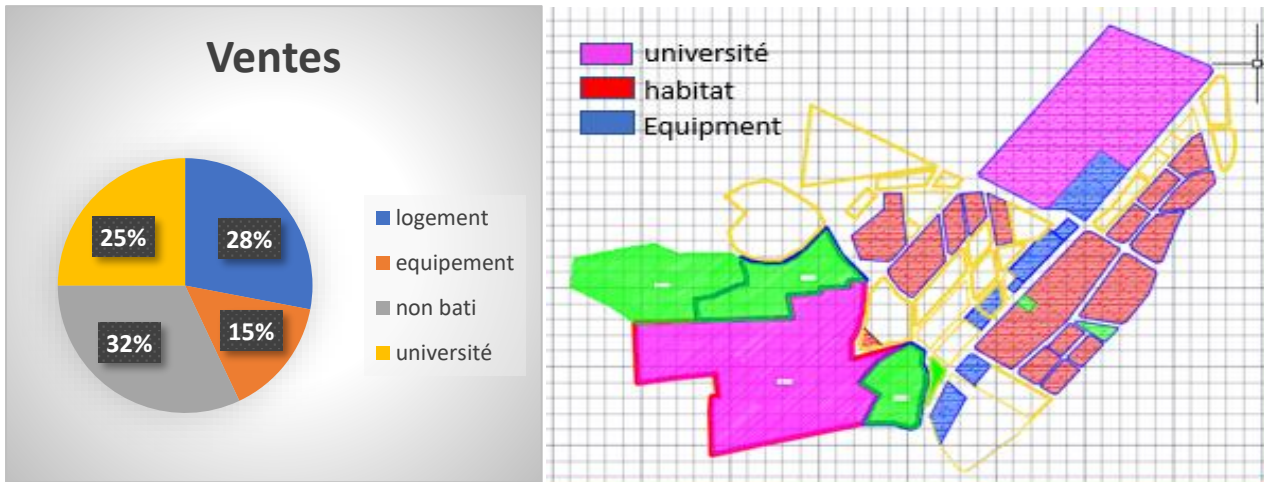 Ventes
25%
28%
32%
15%
logement
equipement
non bati
université
université
habitat
Equipment